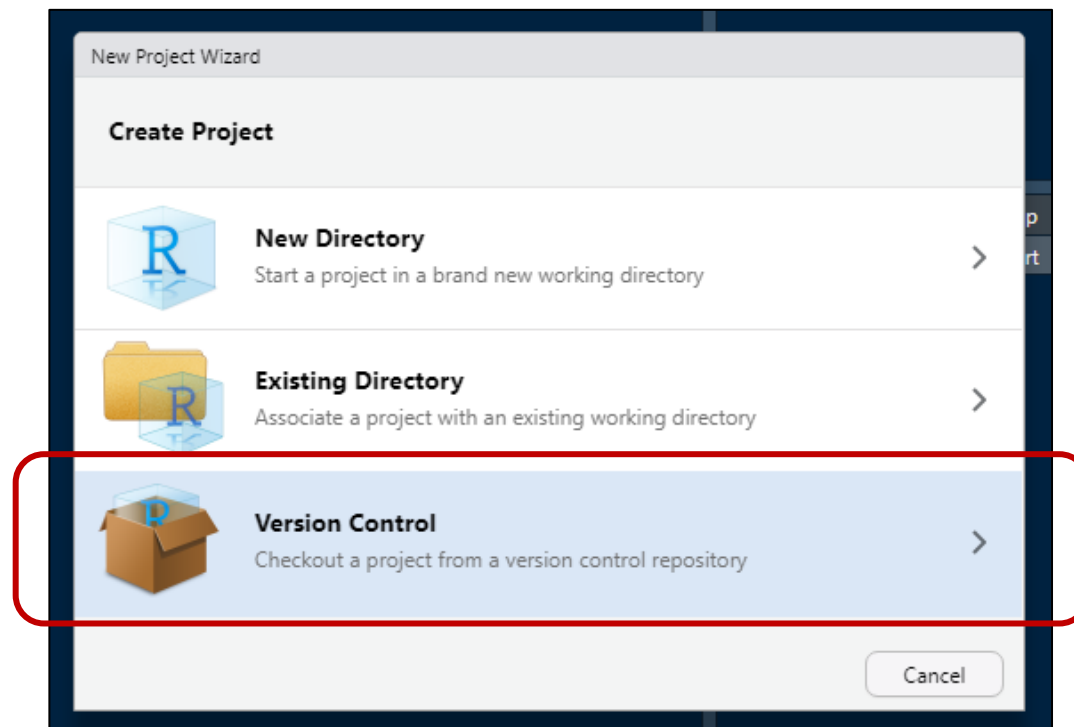 New Project Wizard
Create Project
R
New Directory
Start a project in a brand new working directory
p
rt
R
Existing Directory
Associate a project with an existing working directory
R
Version Control
Checkout a project from a version control repository
Cancel